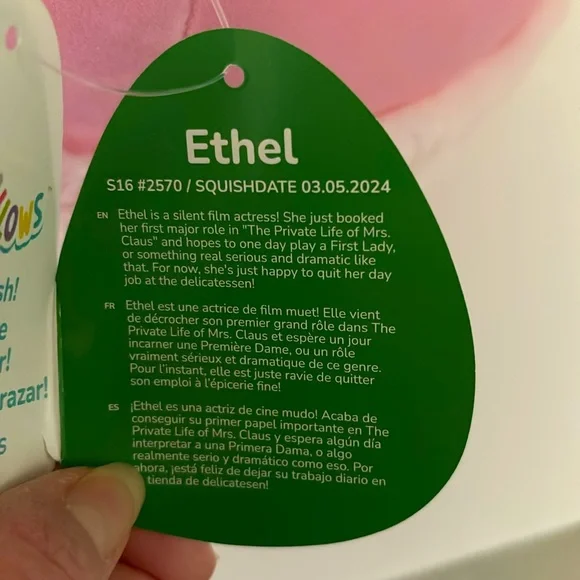 Ethel
S16 #2570 / SQUISHDATE 03.05.2024
EN Ethel is a silent film actress! She just booked
her first major role in "The Private Life of Mrs.
Claus" and hopes to one day play a First Lady,
or something real serious and dramatic like
that. For now, she's just happy to quit her day
job at the delicatessen!
FR Ethel est une actrice de film muet! Elle vient
de décrocher son premier grand rôle dans The
Private Life of Mrs. Claus et espère un jour
incarner une Première Dame, ou un rôle
vraiment sérieux et dramatique de ce genre.
Pour l'instant, elle est juste ravie de quitter
son emploi à l'épicerie fine!
ES ¡Ethel es una actriz de cine mudo! Acaba de
conseguir su primer papel importante en The
Private Life of Mrs. Claus y espera algún día
interpretar a una Primera Dama, o algo
realmente serio y dramático como eso. Por
ahora, ¡está feliz de dejar su trabajo diario en
tienda de delicatesen!